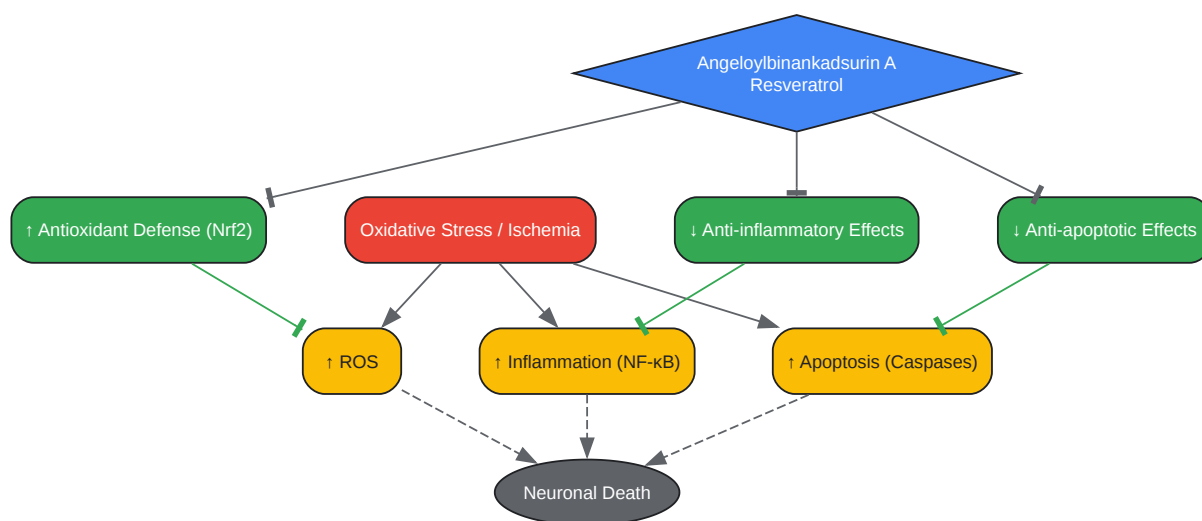 Angeloylbinankadsurin A
Resveratrol
↑ Antioxidant Defense (Nrf2)
Oxidative Stress / Ischemia
↓ Anti-inflammatory Effects
↓ Anti-apoptotic Effects
↑ ROS
↑ Inflammation (NF-κB)
↑ Apoptosis (Caspases)
Neuronal Death